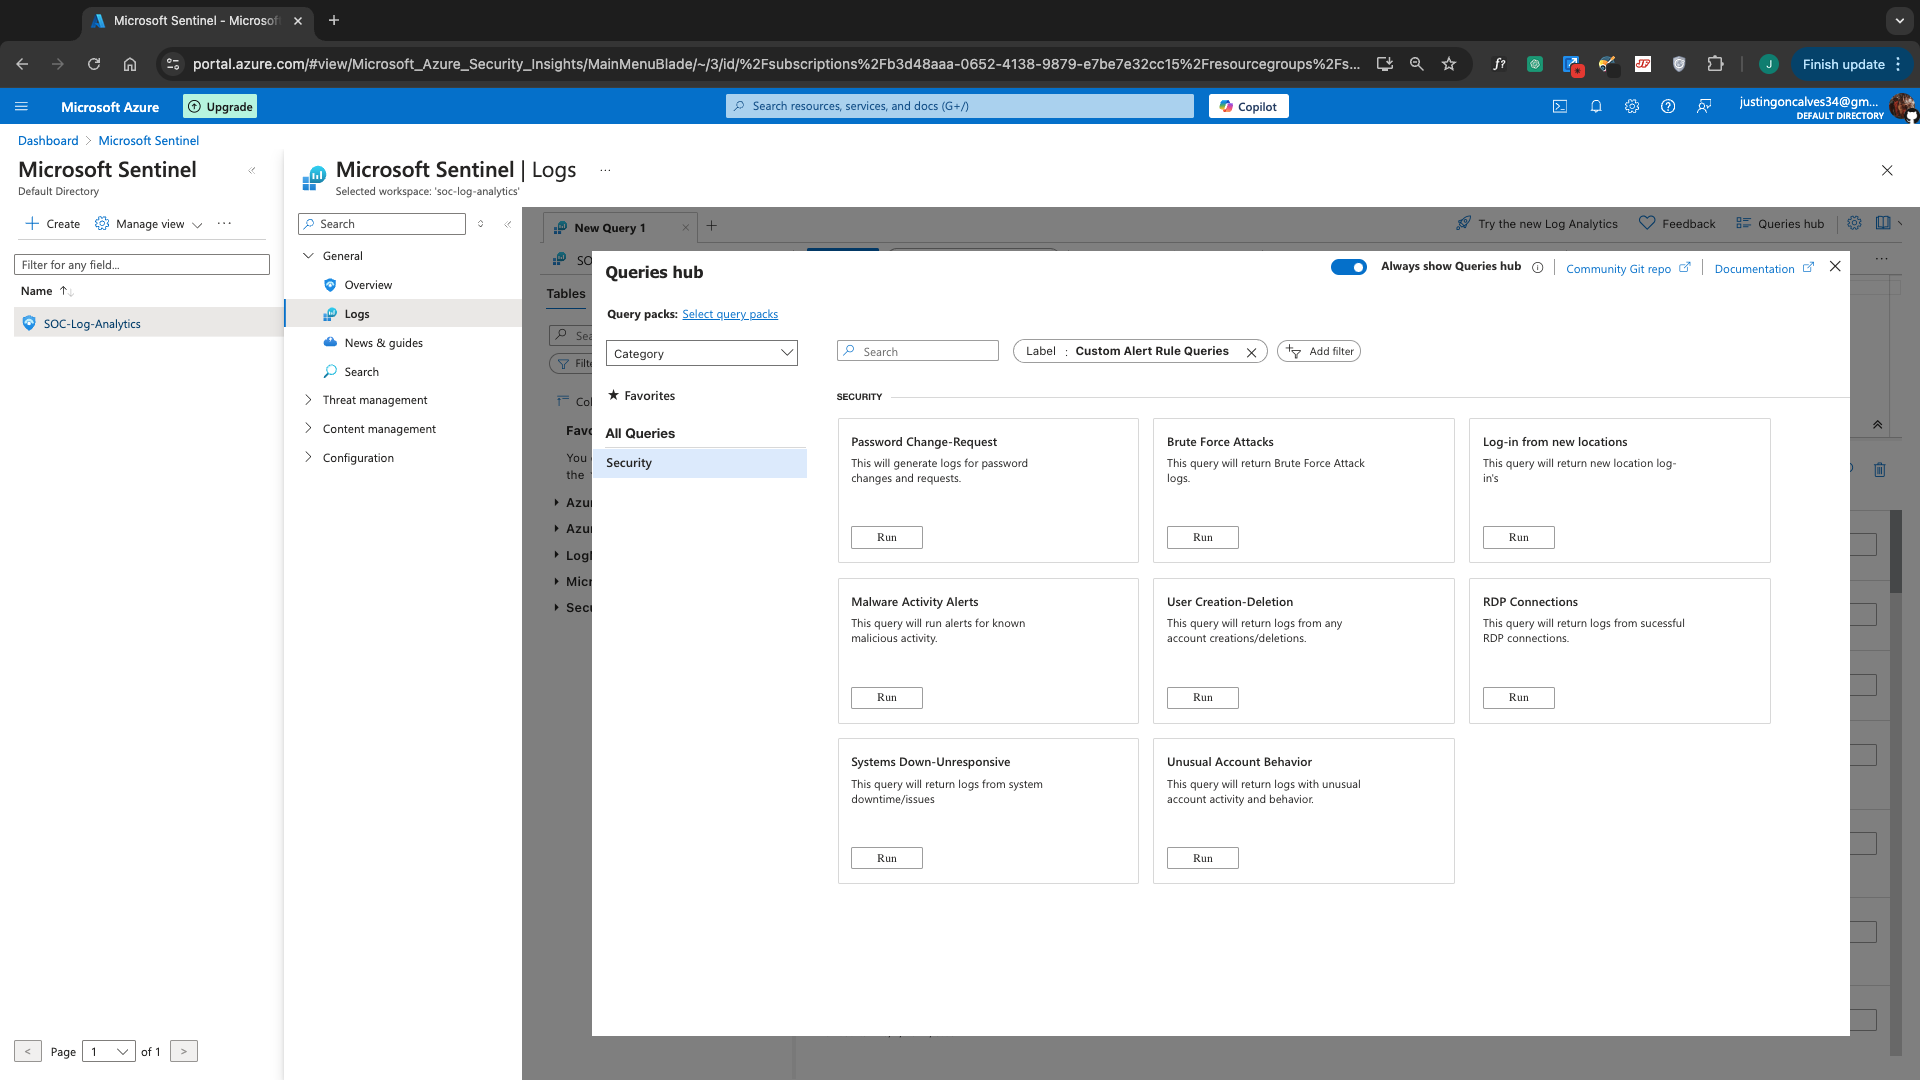 Microsoft Sentinel - Microsof
portal.azure.com/#view/Microsoft_Azure_Security_Insights/MainMenuBlade/~/3/id/%2Fsubscriptions%2Fb3d48aaa-0652-4138-9879-e7be7e32cc15%2Fresourcegroups%2Fs...
J
Finish update
Microsoft Azure
Upgrade
Search resources, services, and docs (G+/)
Copilot
justingoncalves34@gm...
DEFAULT DIRECTORY
Dashboard > Microsoft Sentinel
Microsoft Sentinel
Default Directory
Create
Manage view
Filter for any field...
Name
SOC-Log-Analytics
Page 1 of 1
Microsoft Sentinel | Logs
Selected workspace: 'soc-log-analytics'
Search
General
Overview
Logs
News & guides
Search
Threat management
Content management
Configuration
New Query 1
Try the new Log Analytics
Feedback
Queries hub
SO
Tables
Sea
Filt
Col
Favo
You c
the
Azur
Azur
LogM
Micr
Secu
Queries hub
Always show Queries hub
Community Git repo
Documentation
Query packs: Select query packs
Category
Search
Label : Custom Alert Rule Queries
Add filter
Favorites
All Queries
Security
SECURITY
Password Change-Request
This will generate logs for password
changes and requests.
Run
Brute Force Attacks
This query will return Brute Force Attack
logs.
Run
Log-in from new locations
This query will return new location log-
in's
Run
Malware Activity Alerts
This query will run alerts for known
malicious activity.
Run
User Creation-Deletion
This query will return logs from any
account creations/deletions.
Run
RDP Connections
This query will return logs from sucessful
RDP connections.
Run
Systems Down-Unresponsive
This query will return logs from system
downtime/issues
Run
Unusual Account Behavior
This query will return logs with unusual
account activity and behavior.
Run